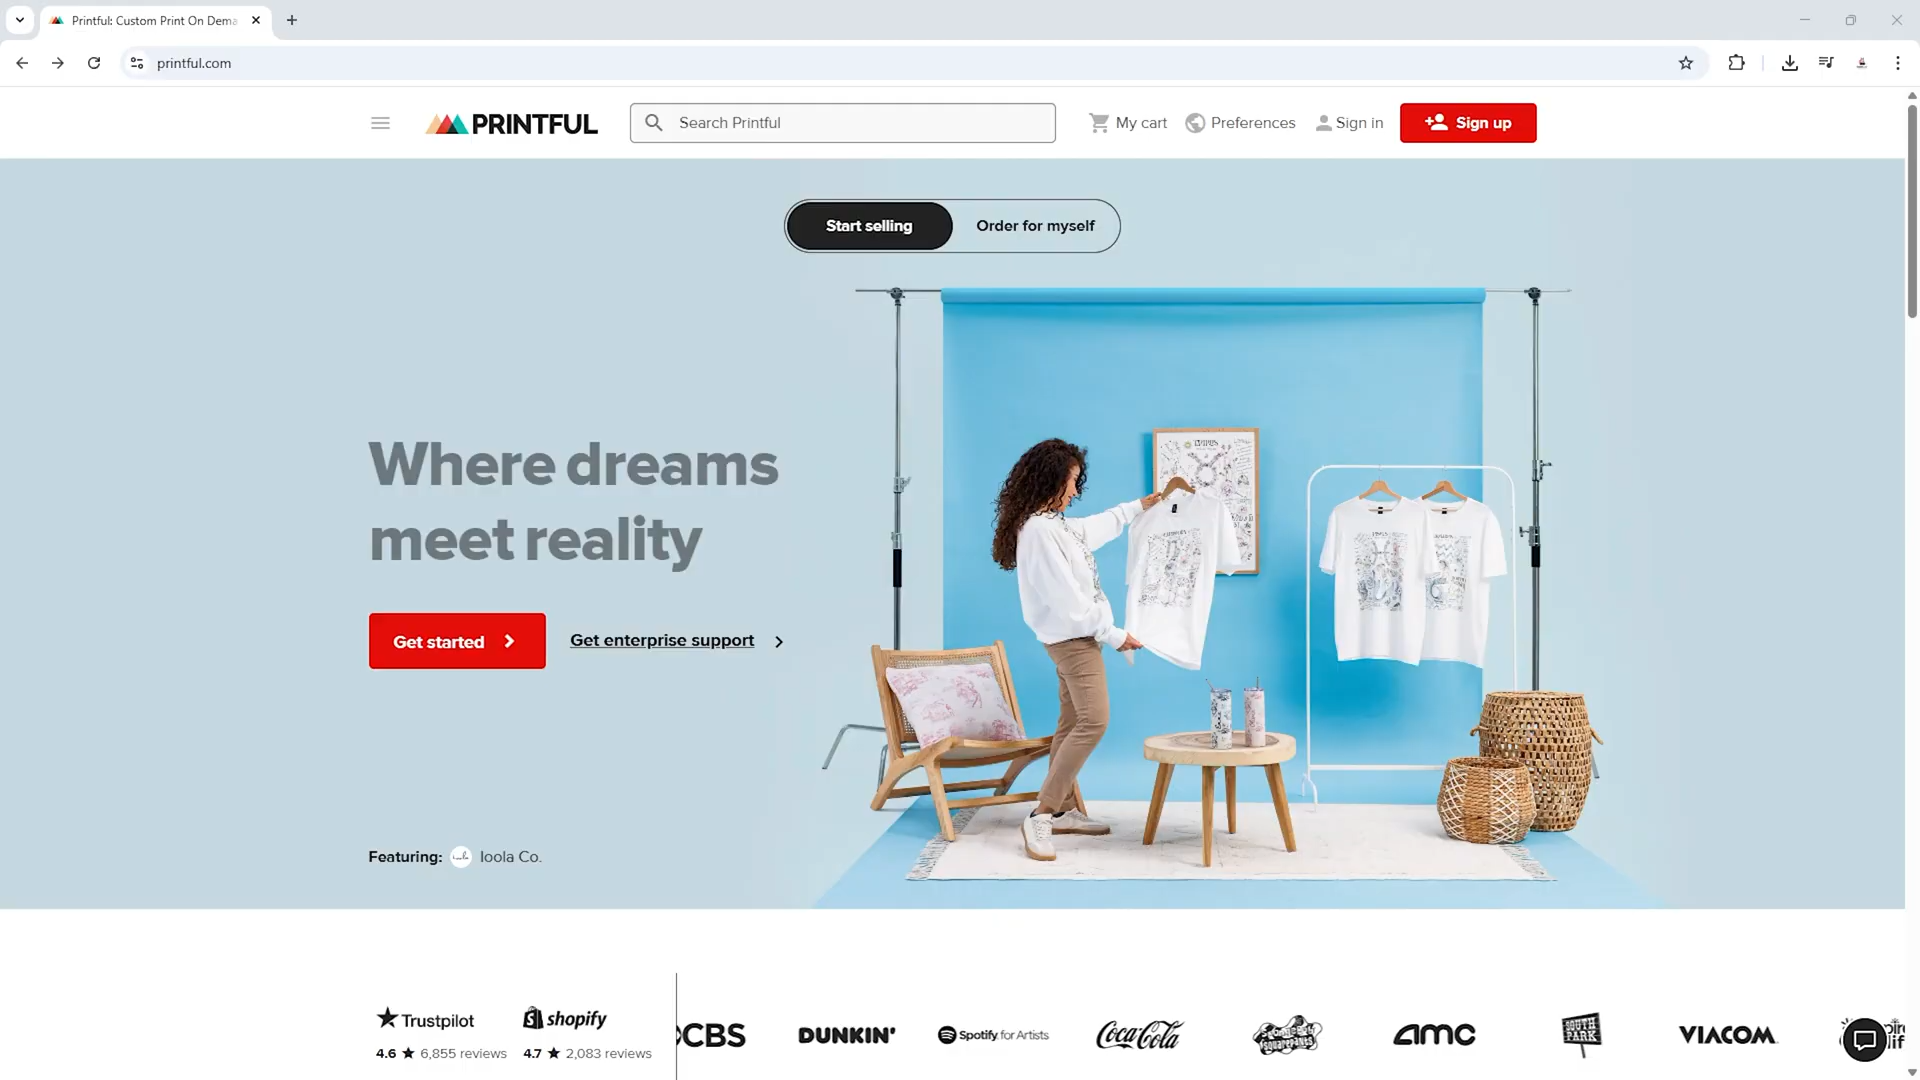 Printful: Custom Print On Dema
printful.com
PRINTFUL
Search Printful
My cart
Preferences
Sign in
Sign up
Start selling
Order for myself
Where dreams
meet reality
Get started
Get enterprise support
Featuring:
Ioola Co.
Trustpilot
shopify
4.6 ★ 6,855 reviews
4.7 ★ 2,083 reviews
CBS
DUNKIN'
Spotify for Artists
Coca-Cola
SpongeBob
squarepants
amc
SOUTH
PARK
VIACOM